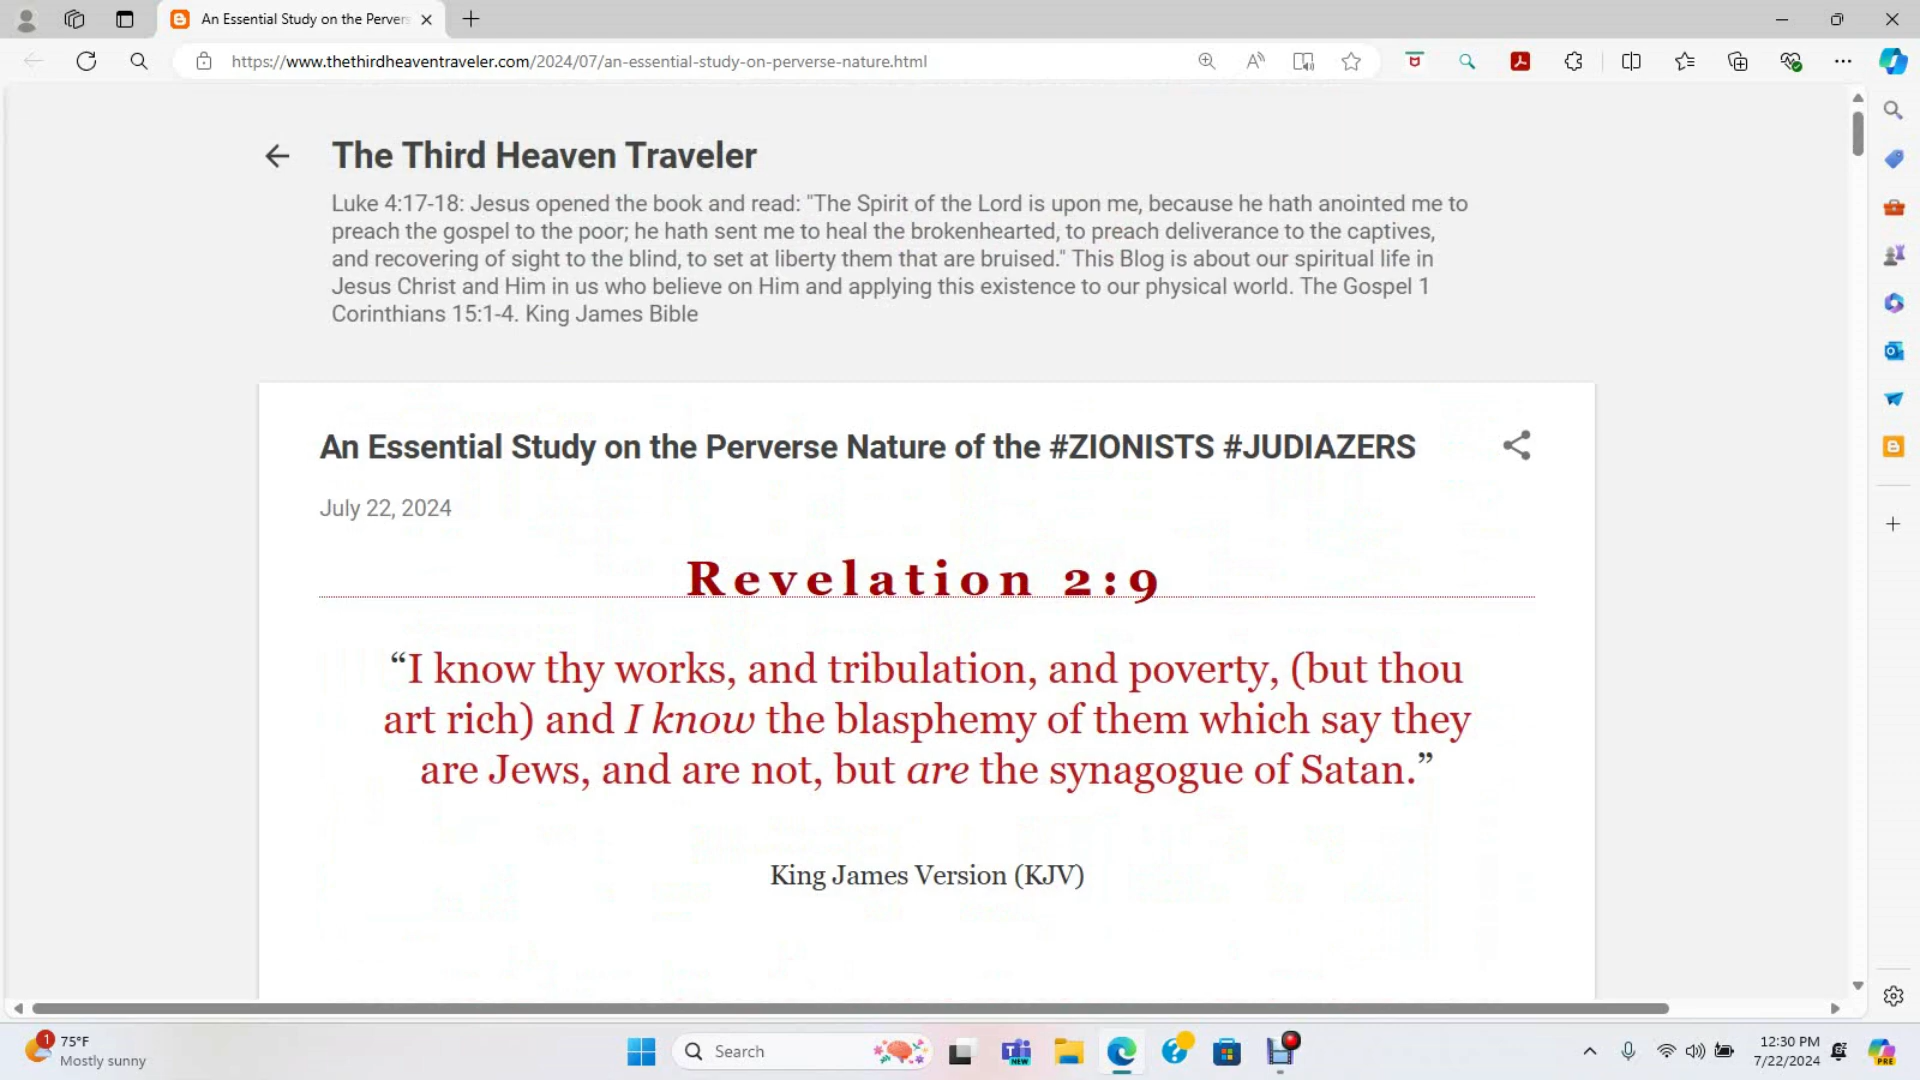 An Essential Study on the Pervers
https://www.thethirdheaventraveler.com/2024/07/an-essential-study-on-perverse-nature.html
The Third Heaven Traveler
Luke 4:17-18: Jesus opened the book and read: "The Spirit of the Lord is upon me, because he hath anointed me to
preach the gospel to the poor; he hath sent me to heal the brokenhearted, to preach deliverance to the captives,
and recovering of sight to the blind, to set at liberty them that are bruised." This Blog is about our spiritual life in
Jesus Christ and Him in us who believe on Him and applying this existence to our physical world. The Gospel 1
Corinthians 15:1-4. King James Bible
An Essential Study on the Perverse Nature of the #ZIONISTS #JUDIAZERS
July 22, 2024
Revelation 2:9
“I know thy works, and tribulation, and poverty, (but thou
art rich) and I know the blasphemy of them which say they
are Jews, and are not, but are the synagogue of Satan.”
King James Version (KJV)
1
75°F
Mostly sunny
Search
NEW
12:30 PM
7/22/2024
PRE